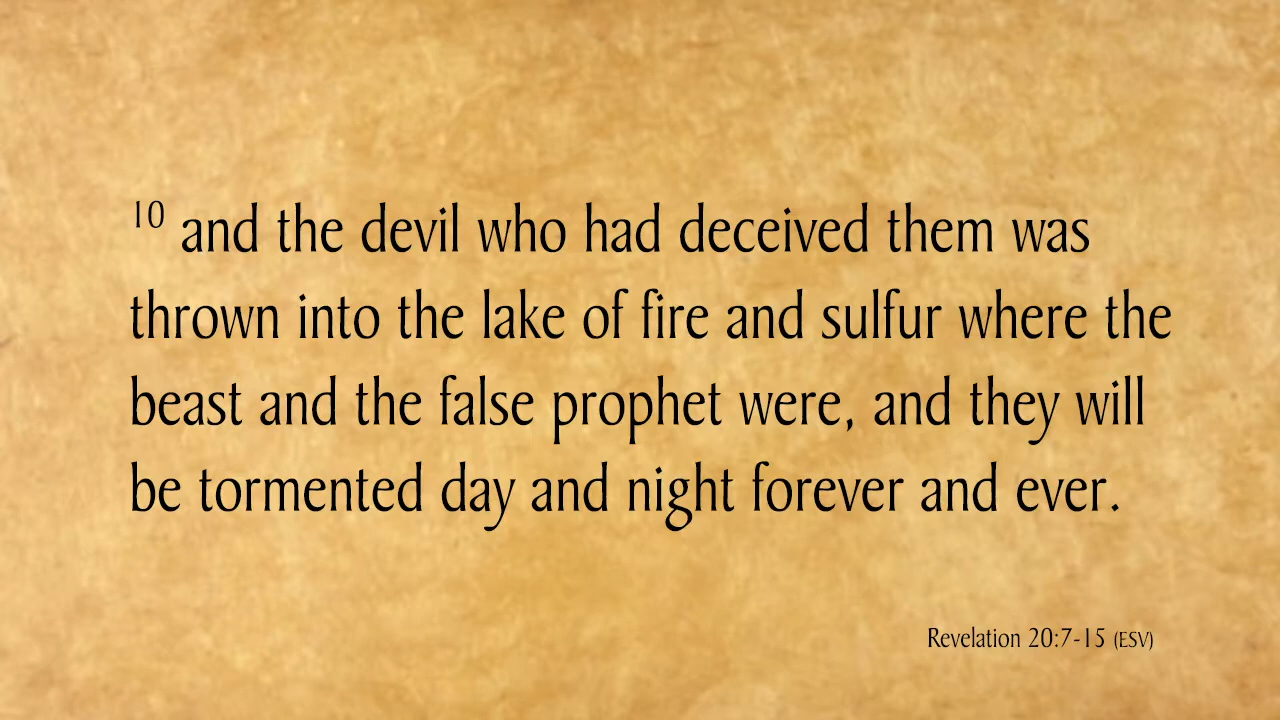 10 and the devil who had deceived them was
thrown into the lake of fire and sulfur where the
beast and the false prophet were, and they will
be tormented day and night forever and ever.
Revelation 20:7-15 (ESV)